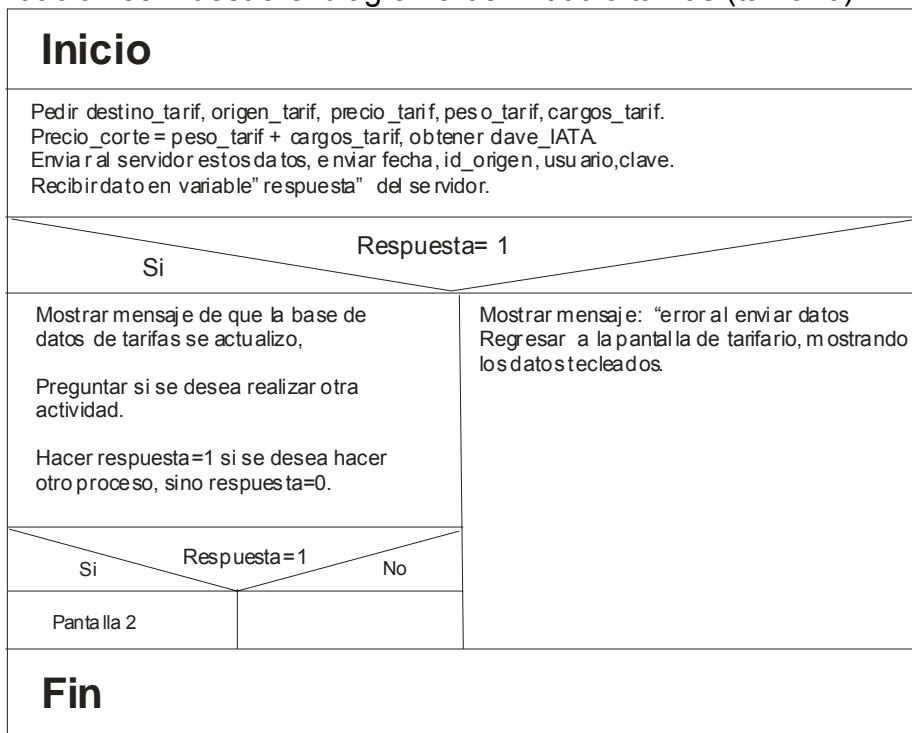 Inicio
Pedir destino_tarif, origen_tarif, precio_tarif, peso_tarif, cargos_tarif.
Precio_corte = peso_tarif + cargos_tarif, obtener clave_IATA.
Enviar al servidor estos datos, enviar fecha, id_origen, usuario,clave.
Recibir dato en variable" respuesta" del servidor.
Respuesta= 1
Si
Mostrar mensaje de que la base de
datos de tarifas se actualizo,
Preguntar si se desea realizar otra
actividad.
Hacer respuesta=1 si se desea hacer
otro proceso, sino respuesta=0.
Mostrar mensaje: "error al enviar datos
Regresar a la pantalla de tarifario, mostrando
los datos tecleados.
Respuesta=1
Si
No
Pantalla 2
Fin